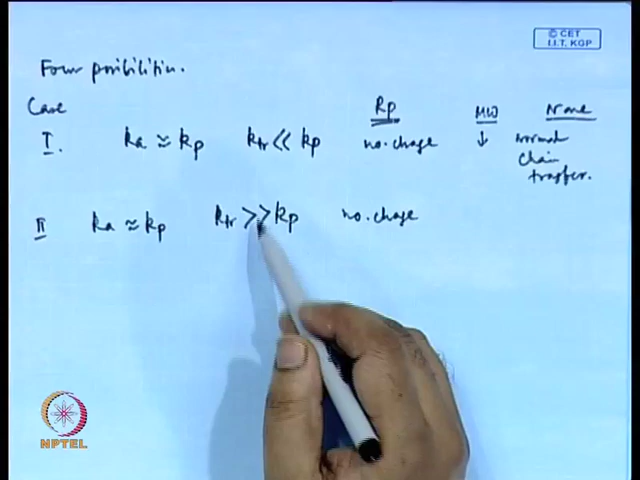 © CET
I.I.T. KGP
Four posibilities.
Case Rp MW Name
I. ka ≃ kp ktr << kp no. change ↓ normal chain transfer.
II ka ≈ kp ktr >> kp no. change
NPTEL